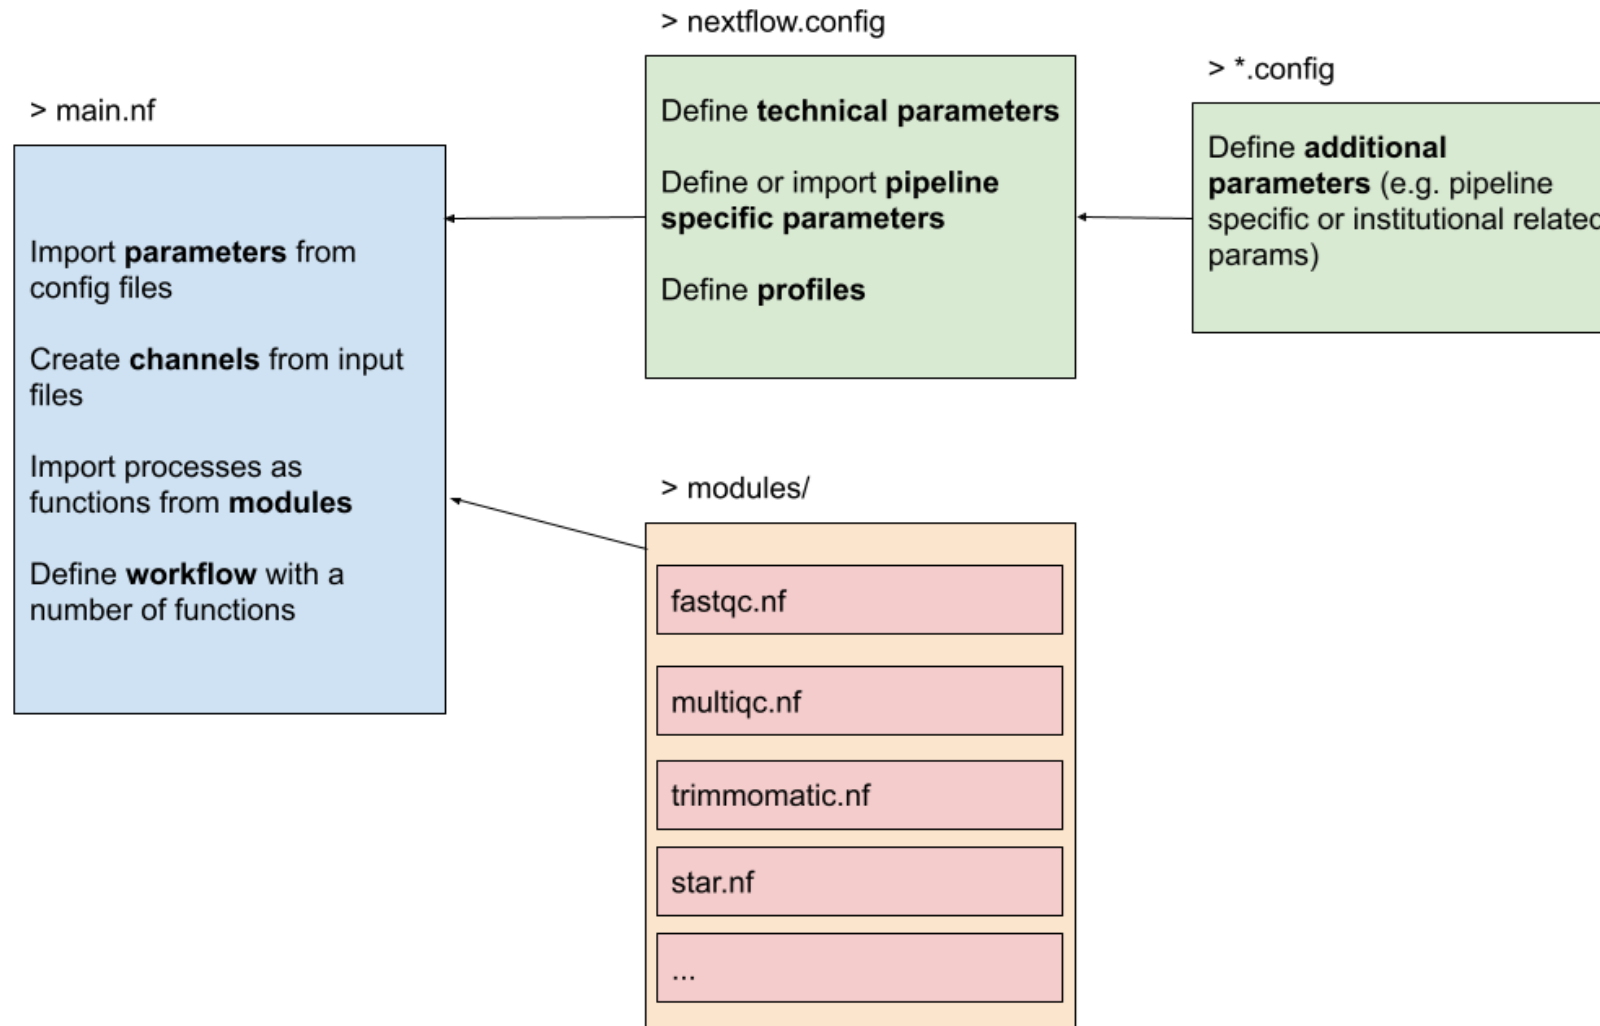 > main.nf
Import parameters from
config files
Create channels from input
files
Import processes as
functions from modules
Define workflow with a
number of functions
> nextflow.config
Define technical parameters
Define or import pipeline
specific parameters
Define profiles
> *.config
Define additional
parameters (e.g. pipeline
specific or institutional related
params)
> modules/
fastqc.nf
multiqc.nf
trimmomatic.nf
star.nf
...